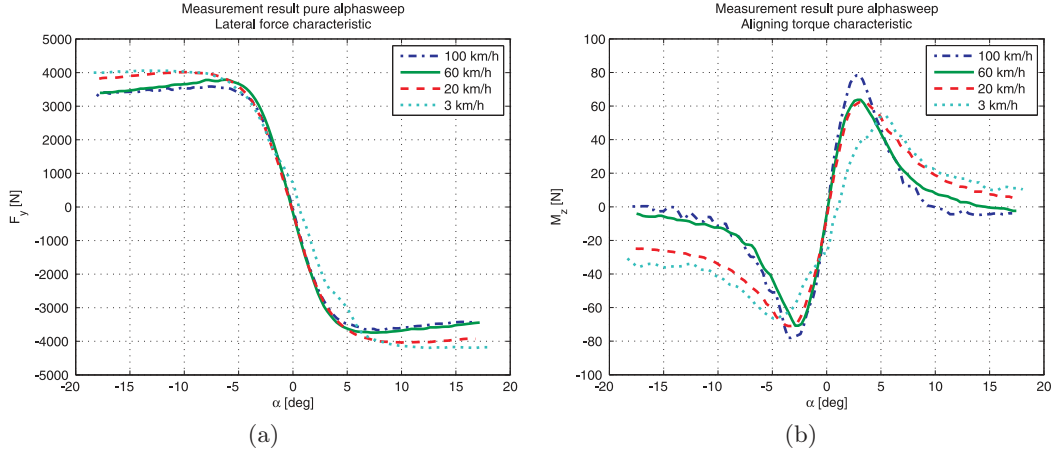 Measurement result pure alphasweep
Lateral force characteristic
5000
4000
3000
2000
1000
0
-1000
-2000
-3000
-4000
-5000
F_y [N]
100 km/h
60 km/h
20 km/h
3 km/h
-20 -15 -10 -5 0 5 10 15 20
α [deg]
(a)
Measurement result pure alphasweep
Aligning torque characteristic
100
80
60
40
20
0
-20
-40
-60
-80
-100
M_z [N]
100 km/h
60 km/h
20 km/h
3 km/h
-20 -15 -10 -5 0 5 10 15 20
α [deg]
(b)